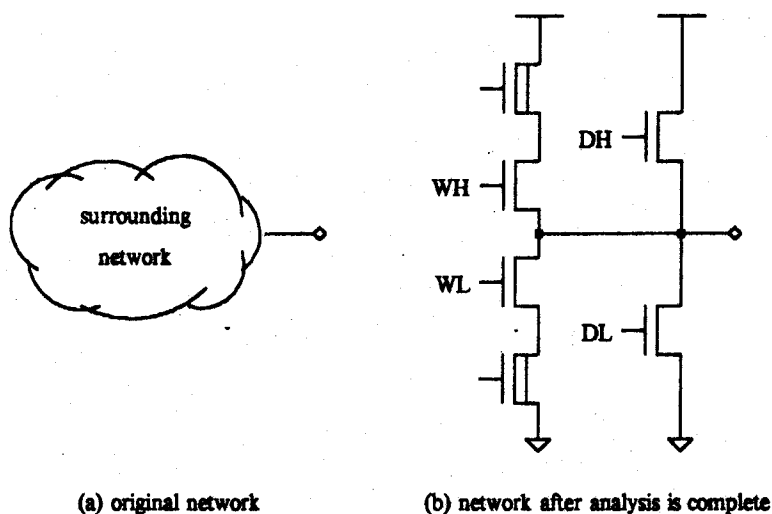 surrounding
network
DH
WH
WL
DL
(a) original network
(b) network after analysis is complete